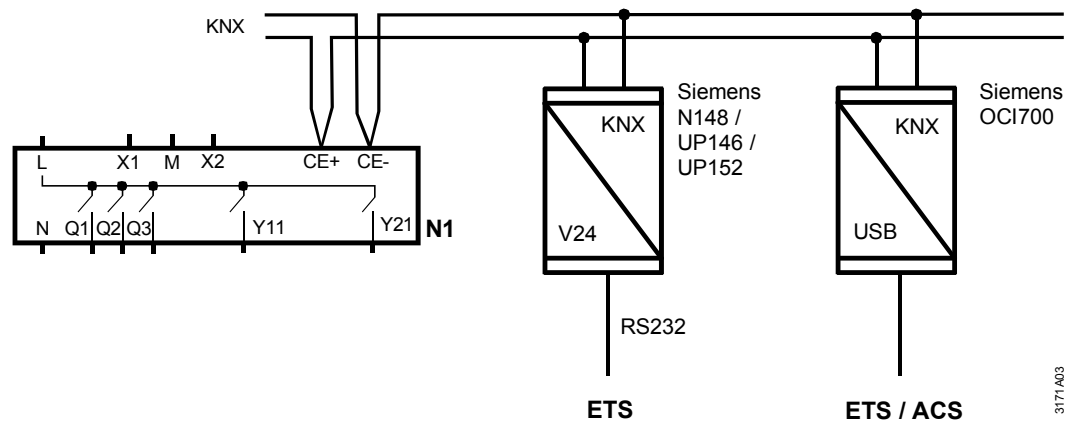 KNX
Siemens
N148 /
UP146 /
UP152
Siemens
OCI700
KNX
KNX
L X1 M X2 CE+ CE-
N Q1 Q2 Q3 Y11 Y21 N1
V24
USB
RS232
ETS
ETS / ACS
3171A03